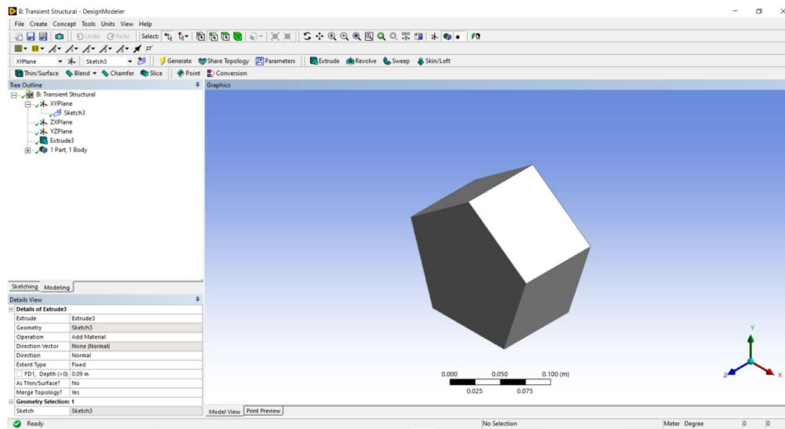 B: Transient Structural - DesignModeler
File Create Concept Tools Units View Help
Undo Redo Select:
XYPlane Sketch3 Generate Share Topology Parameters Extrude Revolve Sweep Skin/Loft
Thin/Surface Blend Chamfer Slice Point Conversion
Tree Outline
B: Transient Structural
XYPlane
Sketch3
ZXPlane
YZPlane
Extrude3
1 Part, 1 Body
Sketching Modeling
Details View
Details of Extrude3
Extrude Extrude3
Geometry Sketch3
Operation Add Material
Direction Vector None (Normal)
Direction Normal
Extent Type Fixed
FD1, Depth (>0) 0.09 m
As Thin/Surface? No
Merge Topology? Yes
Geometry Selection: 1
Sketch Sketch3
Graphics
0.000 0.050 0.100 (m)
0.025 0.075
Y
Z X
Model View Print Preview
Ready No Selection Meter Degree 0 0